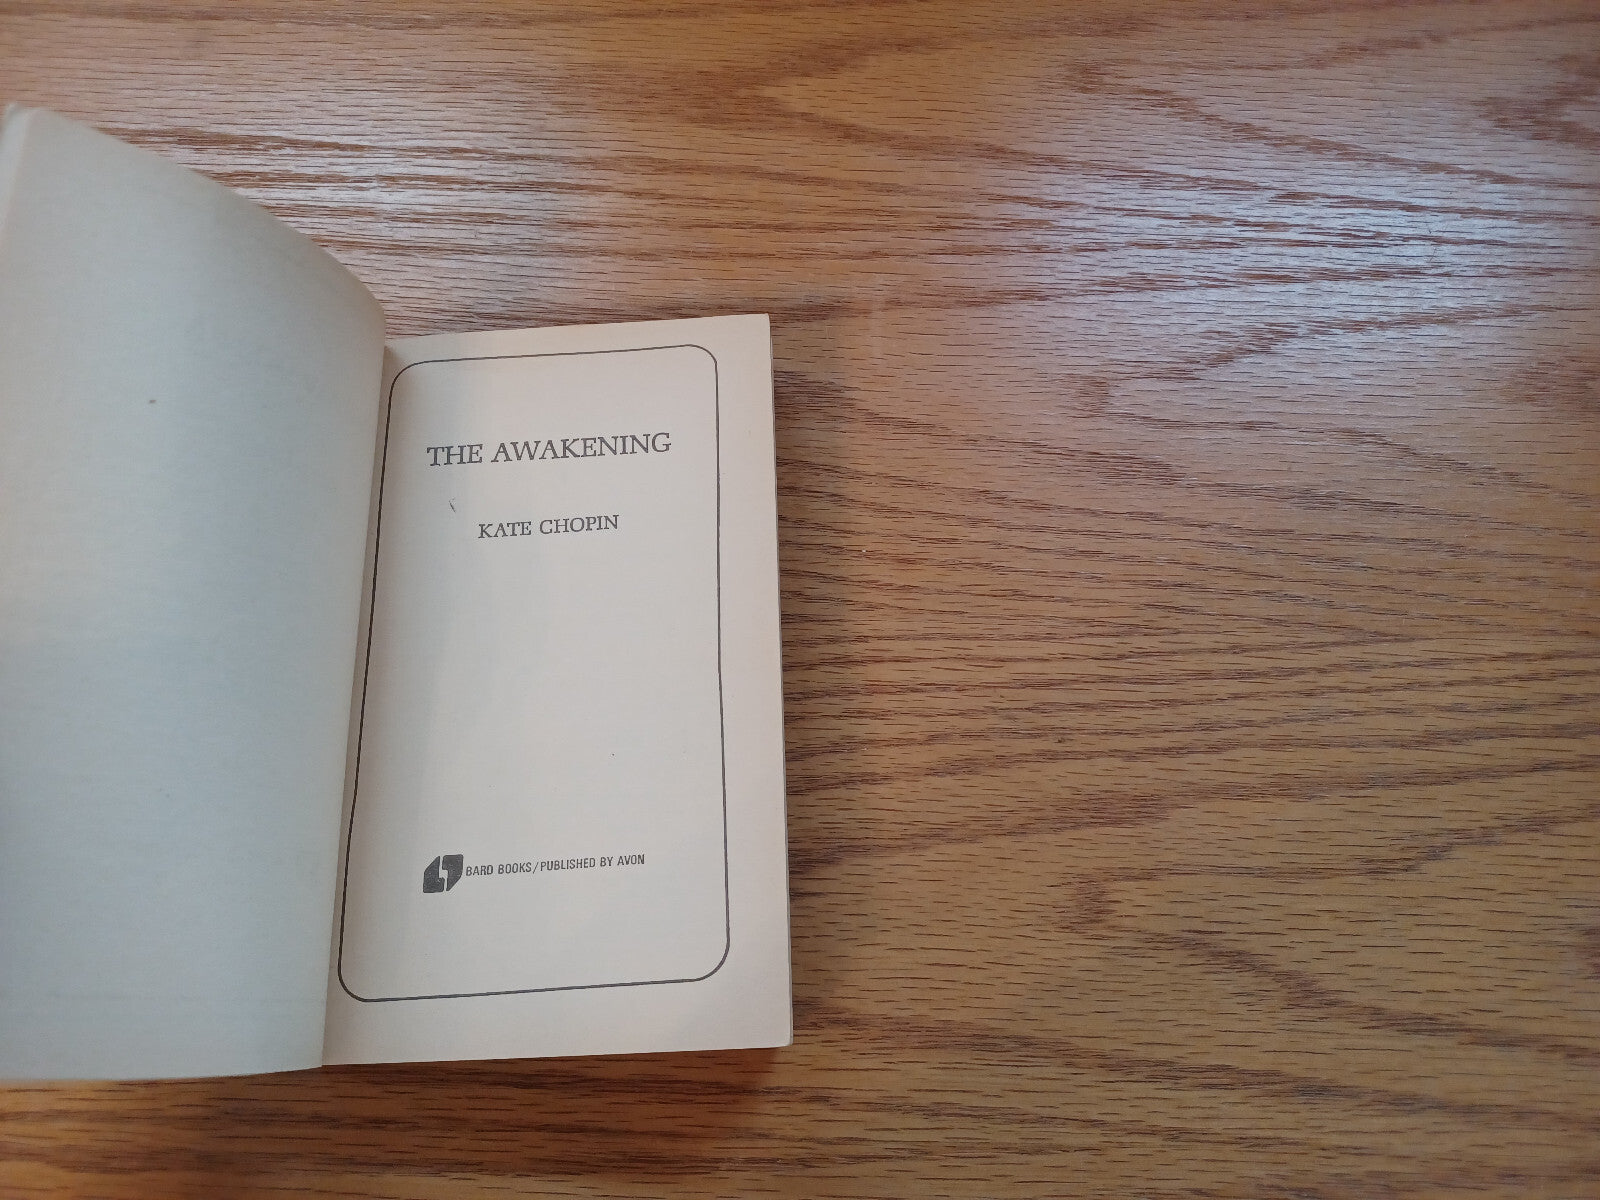 THE AWAKENING
KATE CHOPIN
BARD BOOKS/PUBLISHED BY AVON